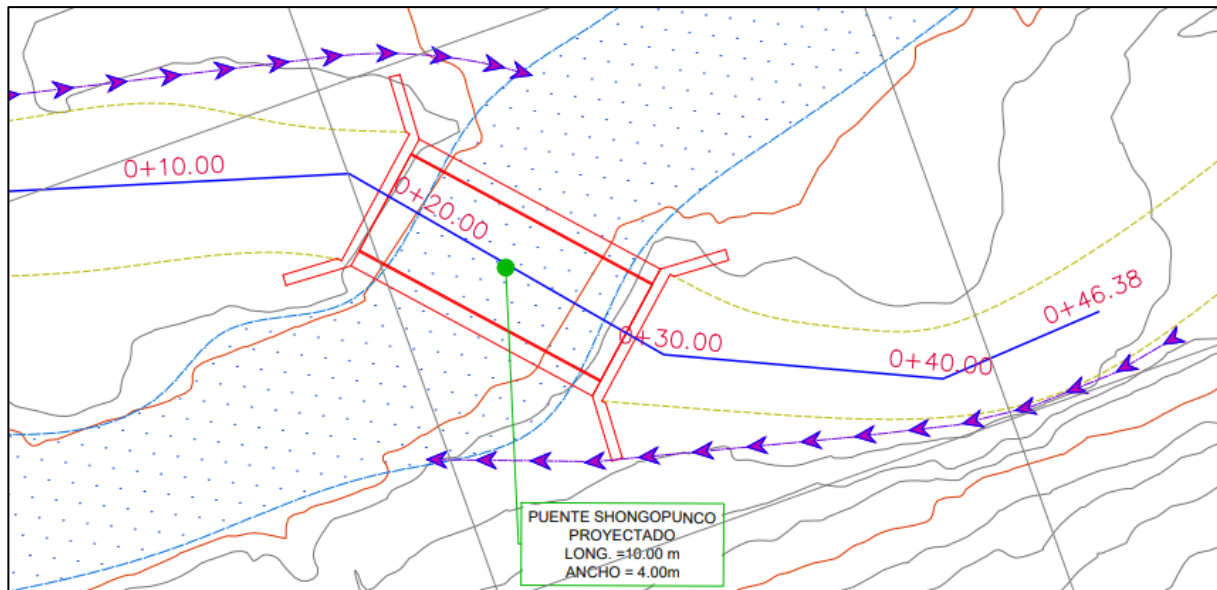 0+10.00
0+20.00
0+30.00
0+40.00
0+46.38
PUENTE SHONGOPUNCO
PROYECTADO
LONG. =10.00 m
ANCHO = 4.00m